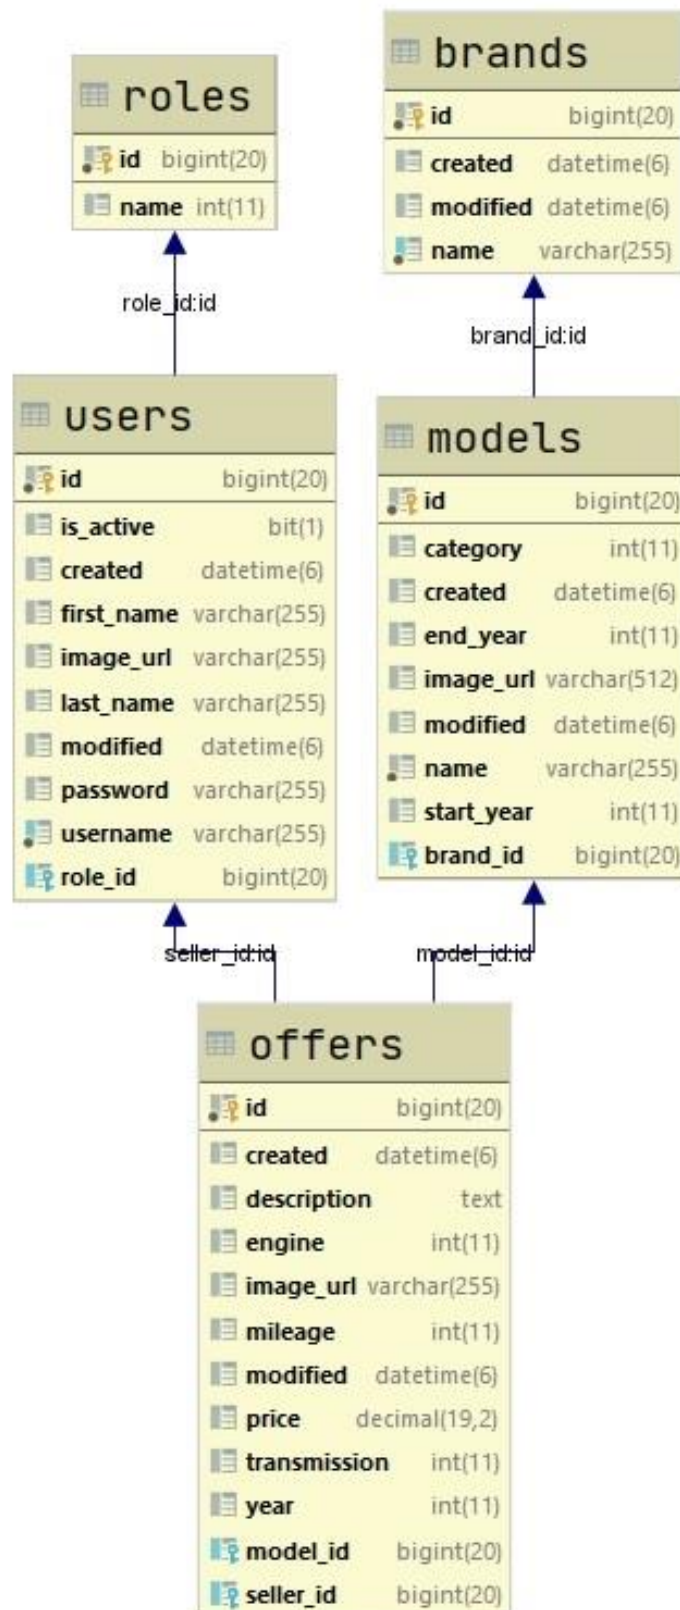 roles
id bigint(20)
name int(11)
role_id:id
users
id bigint(20)
is_active bit(1)
created datetime(6)
first_name varchar(255)
image_url varchar(255)
last_name varchar(255)
modified datetime(6)
password varchar(255)
username varchar(255)
role_id bigint(20)
brands
id bigint(20)
created datetime(6)
modified datetime(6)
name varchar(255)
brand_id:id
models
id bigint(20)
category int(11)
created datetime(6)
end_year int(11)
image_url varchar(512)
modified datetime(6)
name varchar(255)
start_year int(11)
brand_id bigint(20)
seller_id:id
model_id:id
offers
id bigint(20)
created datetime(6)
description text
engine int(11)
image_url varchar(255)
mileage int(11)
modified datetime(6)
price decimal(19,2)
transmission int(11)
year int(11)
model_id bigint(20)
seller_id bigint(20)